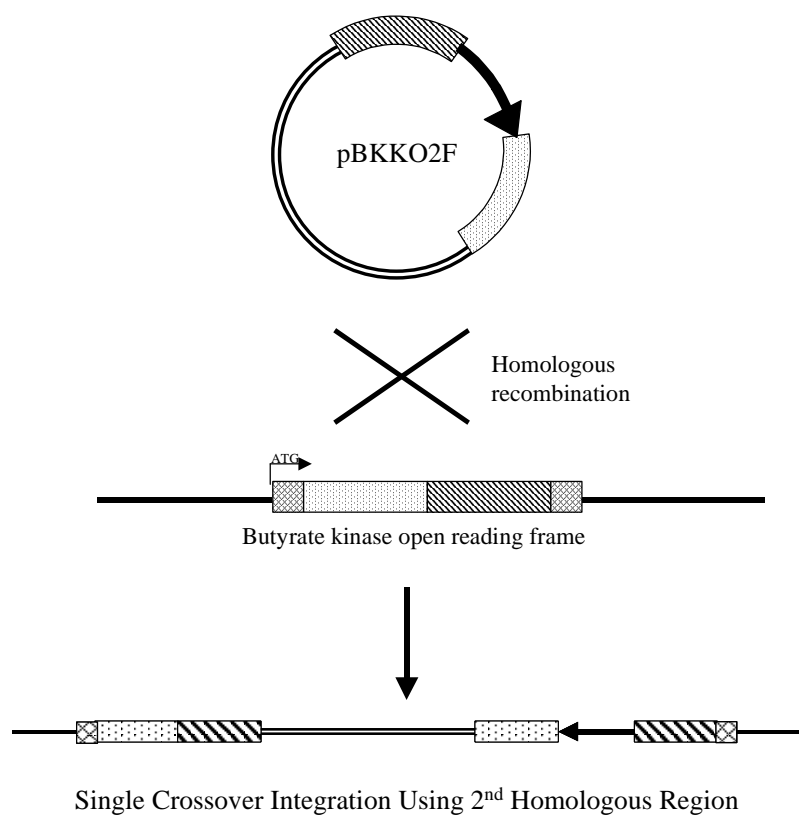 pBKKO2F
Homologous
recombination
ATG
Butyrate kinase open reading frame
Single Crossover Integration Using 2nd Homologous Region